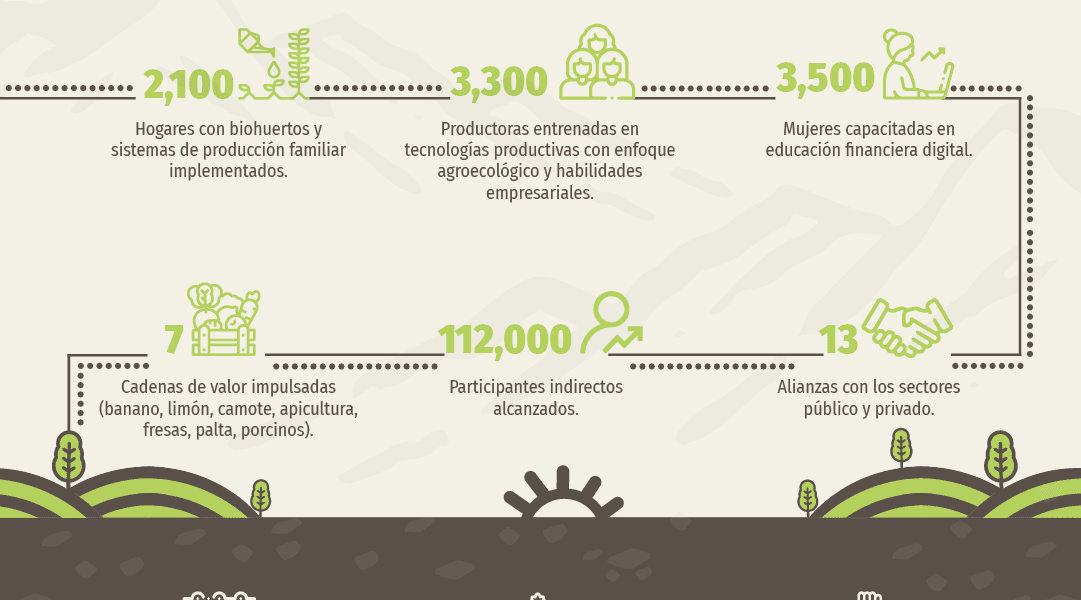 2,100
Hogares con biohuertos y
sistemas de producción familiar
implementados.
3,300
Productoras entrenadas en
tecnologías productivas con enfoque
agroecológico y habilidades
empresariales.
3,500
Mujeres capacitadas en
educación financiera digital.
7
Cadenas de valor impulsadas
(banano, limón, camote, apicultura,
fresas, palta, porcinos).
112,000
Participantes indirectos
alcanzados.
13
Alianzas con los sectores
público y privado.